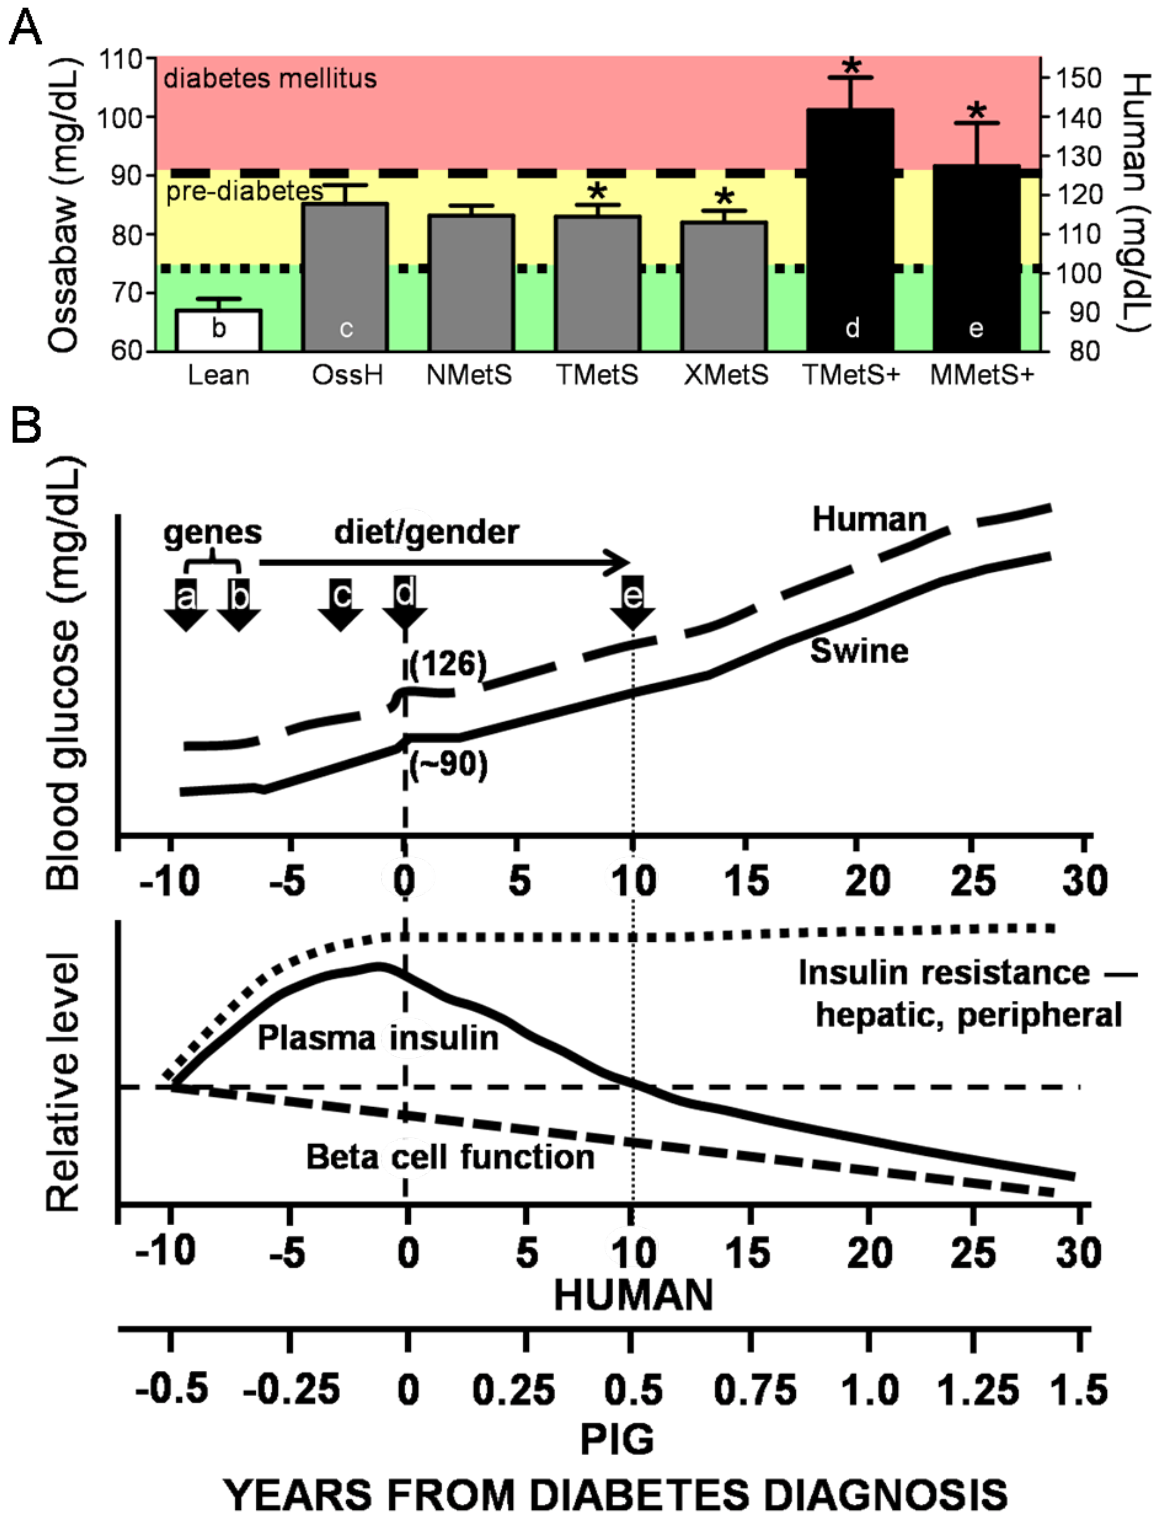 A
Ossabaw (mg/dL)
110
100
90
80
70
60
diabetes mellitus
pre-diabetes
*
*
*
*
b
c
d
e
Lean OssH NMetS TMetS XMetS TMetS+ MMetS+
150
140
130
120
110
100
90
80
Human (mg/dL)
B
Blood glucose (mg/dL)
genes
diet/gender
a b c d e
Human
(126)
Swine
(~90)
-10 -5 0 5 10 15 20 25 30
Relative level
Insulin resistance —
hepatic, peripheral
Plasma insulin
Beta cell function
-10 -5 0 5 10 15 20 25 30
HUMAN
-0.5 -0.25 0 0.25 0.5 0.75 1.0 1.25 1.5
PIG
YEARS FROM DIABETES DIAGNOSIS